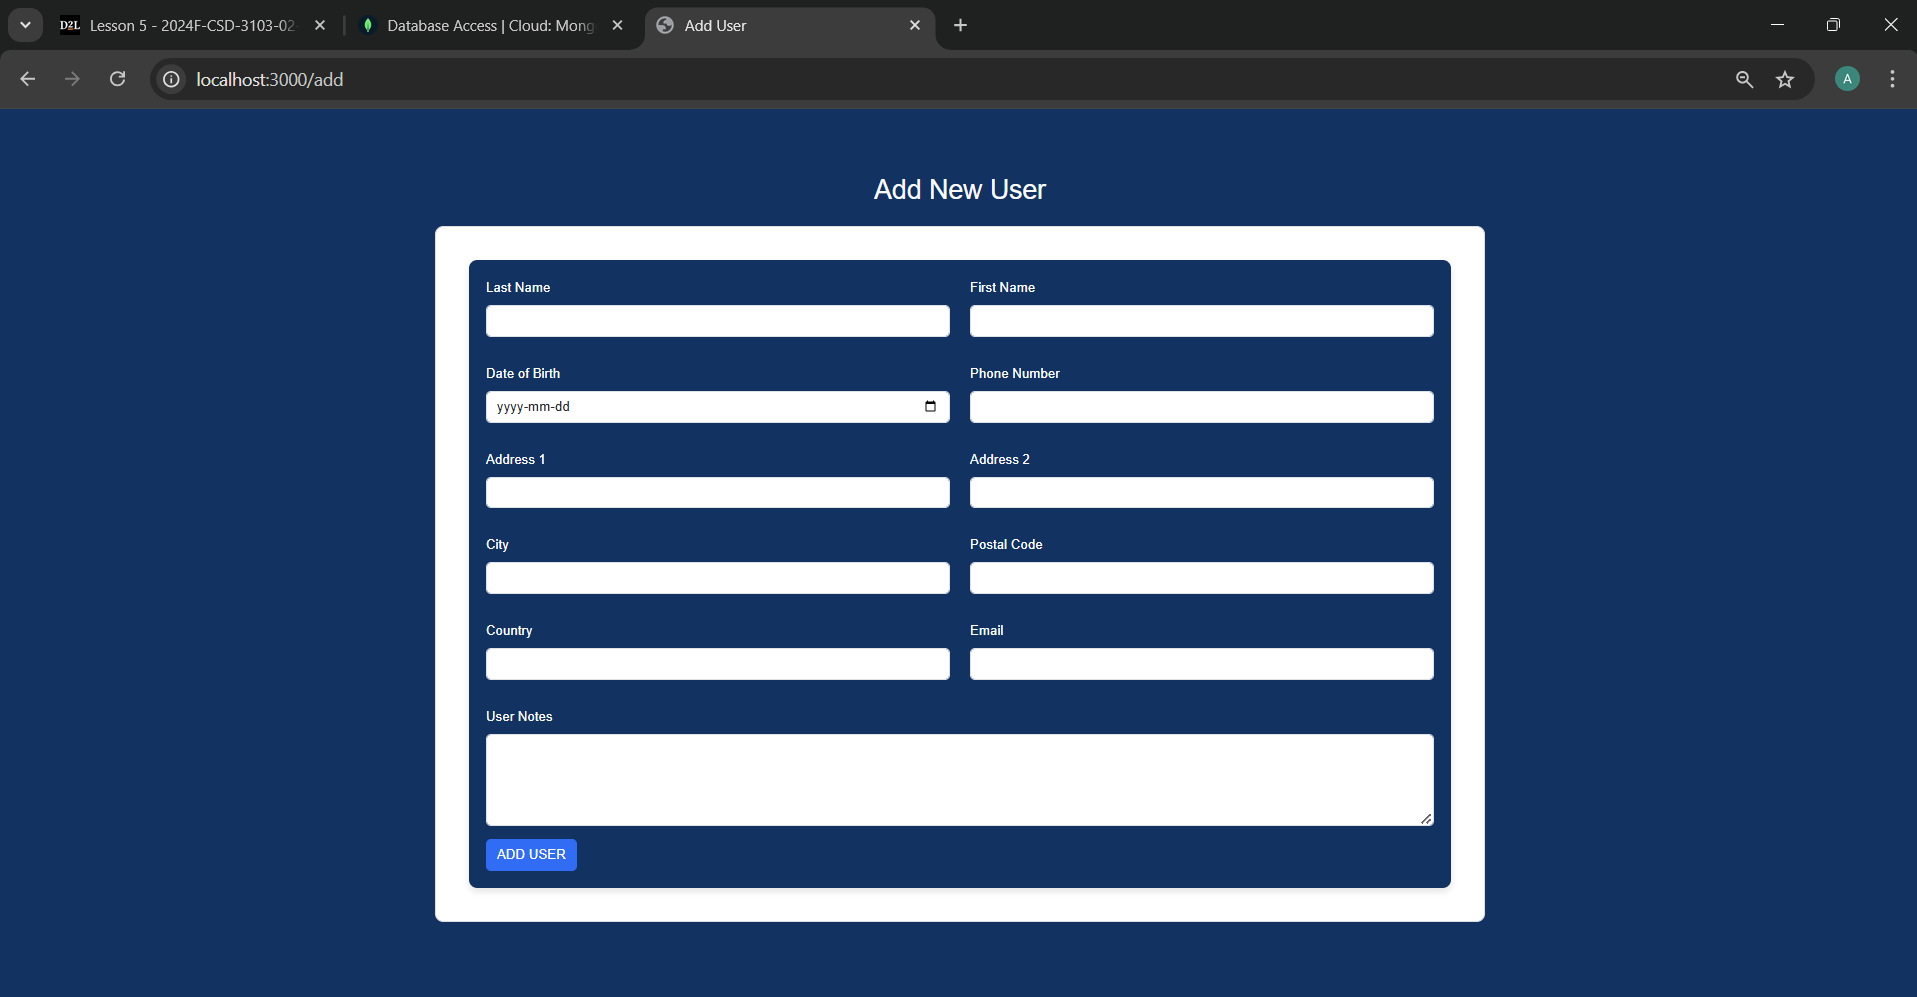 D2L Lesson 5 - 2024F-CSD-3103-02-
Database Access | Cloud: Mong
Add User
localhost:3000/add
A
Add New User
Last Name
First Name
Date of Birth
Phone Number
yyyy-mm-dd
Address 1
Address 2
City
Postal Code
Country
Email
User Notes
ADD USER